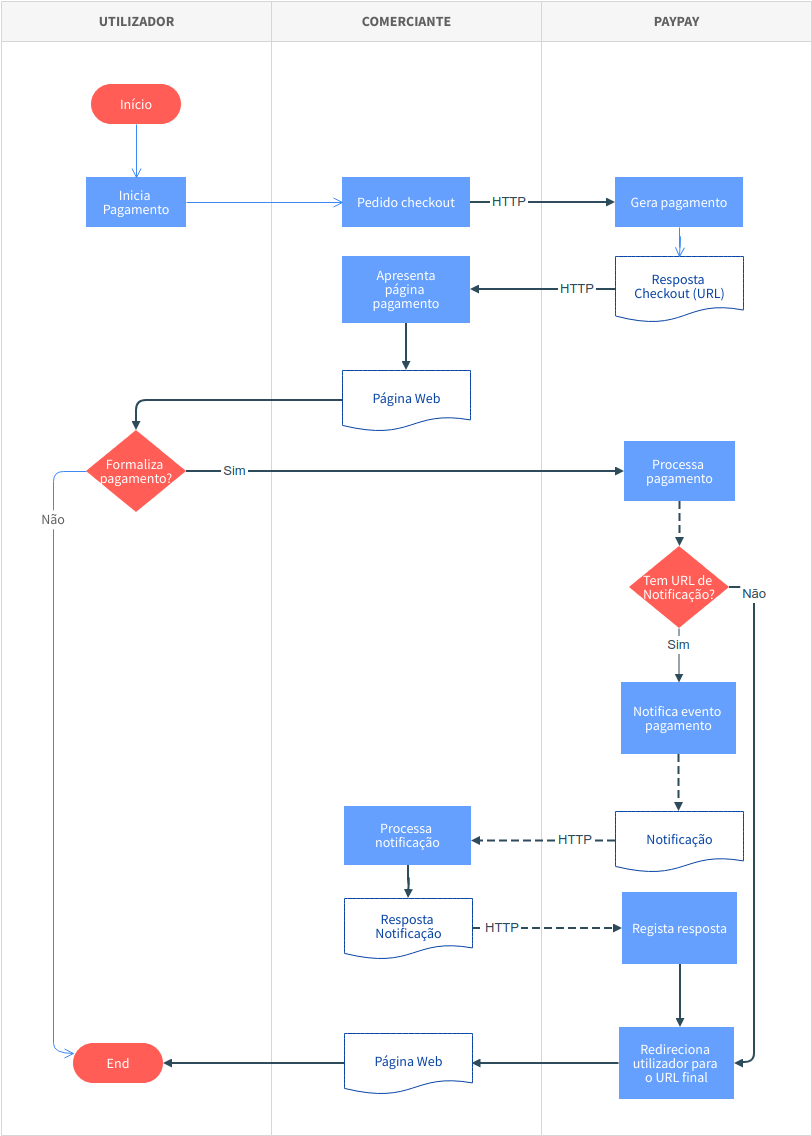 UTILIZADOR
COMERCIANTE
PAYPAY
Início
Inicia
Pagamento
Pedido checkout
HTTP
Gera pagamento
Apresenta
página
pagamento
HTTP
Resposta
Checkout (URL)
Página Web
Formaliza
pagamento?
Sim
Processa
pagamento
Não
Tem URL de
Notificação?
Não
Sim
Notifica evento
pagamento
Processa
notificação
HTTP
Notificação
Resposta
Notificação
HTTP
Regista resposta
End
Página Web
Redireciona
utilizador para
o URL final